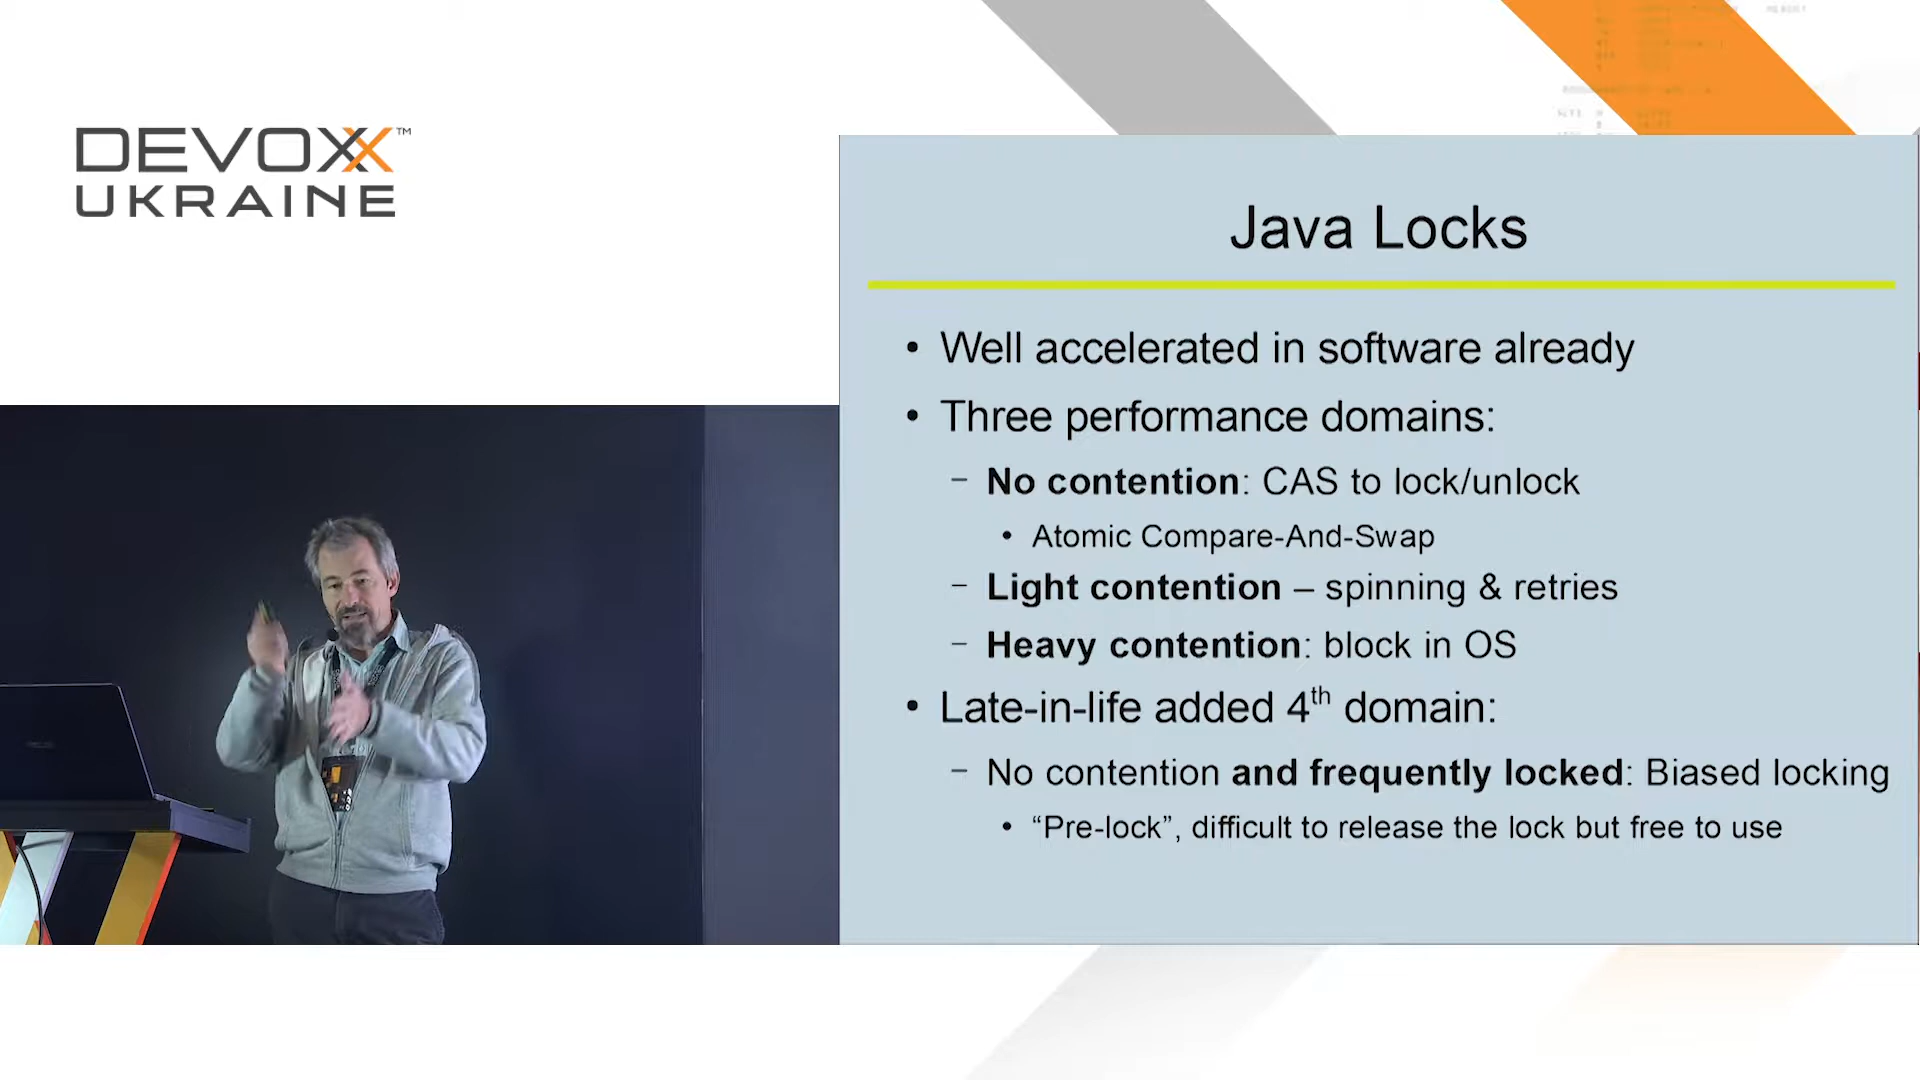 DEVOXX™
UKRAINE
Java Locks
• Well accelerated in software already
• Three performance domains:
– No contention: CAS to lock/unlock
• Atomic Compare-And-Swap
– Light contention – spinning & retries
– Heavy contention: block in OS
• Late-in-life added 4th domain:
– No contention and frequently locked: Biased locking
• “Pre-lock”, difficult to release the lock but free to use